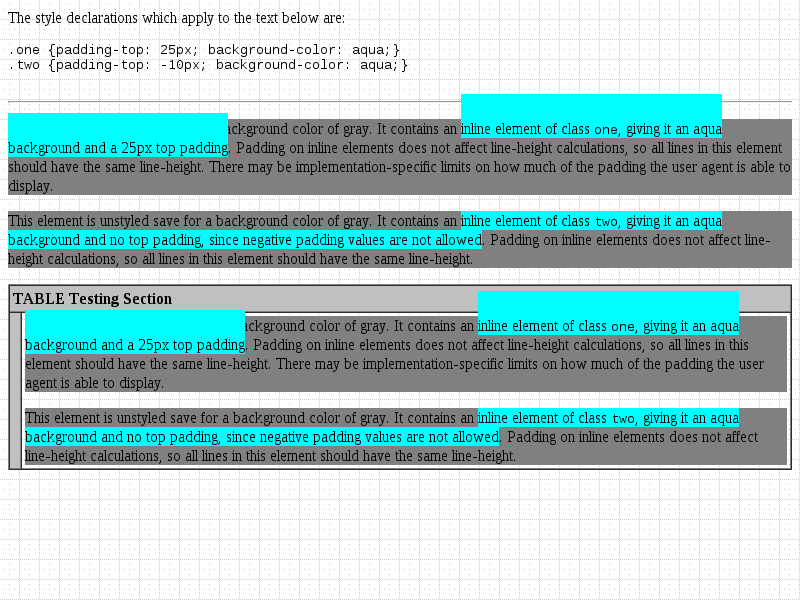 The style declarations which apply to the text below are:
.one {padding-top: 25px; background-color: aqua;}
.two {padding-top: -10px; background-color: aqua;}
ackground color of gray. It contains an inline element of class one, giving it an aqua
background and a 25px top padding. Padding on inline elements does not affect line-height calculations, so all lines in this element
should have the same line-height. There may be implementation-specific limits on how much of the padding the user agent is able to
display.
This element is unstyled save for a background color of gray. It contains an inline element of class two, giving it an aqua
background and no top padding, since negative padding values are not allowed. Padding on inline elements does not affect line-
height calculations, so all lines in this element should have the same line-height.
TABLE Testing Section
ackground color of gray. It contains an inline element of class one, giving it an aqua
background and a 25px top padding. Padding on inline elements does not affect line-height calculations, so all lines in this
element should have the same line-height. There may be implementation-specific limits on how much of the padding the user
agent is able to display.
This element is unstyled save for a background color of gray. It contains an inline element of class two, giving it an aqua
background and no top padding, since negative padding values are not allowed. Padding on inline elements does not affect
line-height calculations, so all lines in this element should have the same line-height.